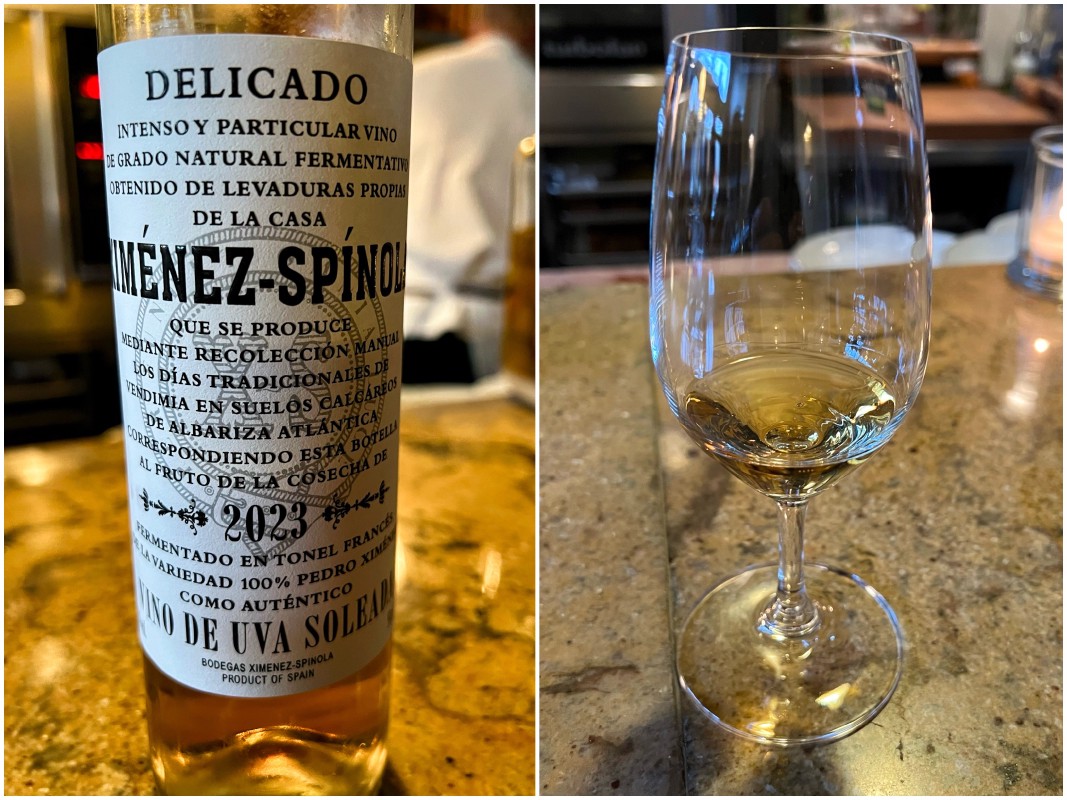 DELICADO
INTENSO Y PARTICULAR VINO
DE GRADO NATURAL FERMENTATIVO
OBTENIDO DE LEVADURAS PROPIAS
DE LA CASA
XIMÉNEZ-SPÍNOLA
QUE SE PRODUCE
MEDIANTE RECOLECCIÓN MANUAL
LOS DÍAS TRADICIONALES DE
VENDIMIA EN SUELOS CALCÁREOS
DE ALBARIZA ATLÁNTICA
CORRESPONDIENDO ESTA BOTELLA
AL FRUTO DE LA COSECHA DE
2023
FERMENTADO EN TONEL FRANCÉS
DE LA VARIEDAD 100% PEDRO XIMÉNEZ
COMO AUTÉNTICO
VINO DE UVA SOLEADA
BODEGAS XIMENEZ-SPINOLA
PRODUCT OF SPAIN